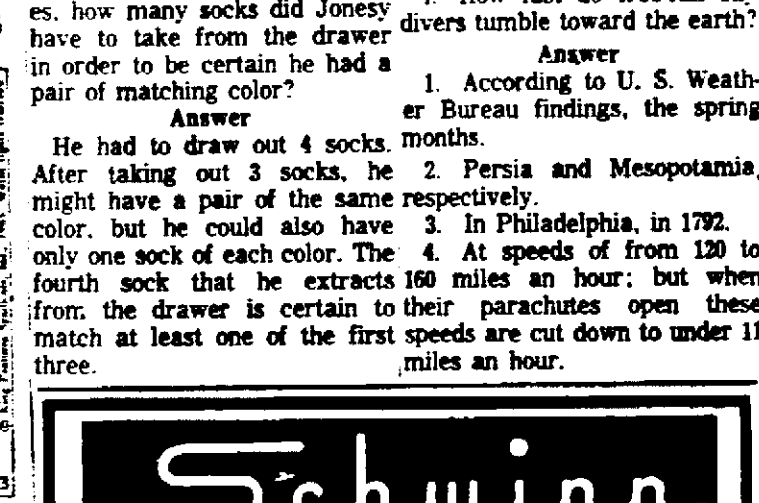 es, how many socks did Jonesy
have to take from the drawer
in order to be certain he had a
pair of matching color?
Answer
He had to draw out 4 socks.
After taking out 3 socks, he
might have a pair of the same
color, but he could also have
only one sock of each color. The
fourth sock that he extracts
from the drawer is certain to
match at least one of the first
three.
divers tumble toward the earth?
Answer
1. According to U. S. Weath-
er Bureau findings, the spring
months.
2. Persia and Mesopotamia,
respectively.
3. In Philadelphia, in 1792.
4. At speeds of from 120 to
160 miles an hour; but when
their parachutes open these
speeds are cut down to under 11
miles an hour.
Schwinn
© King Features